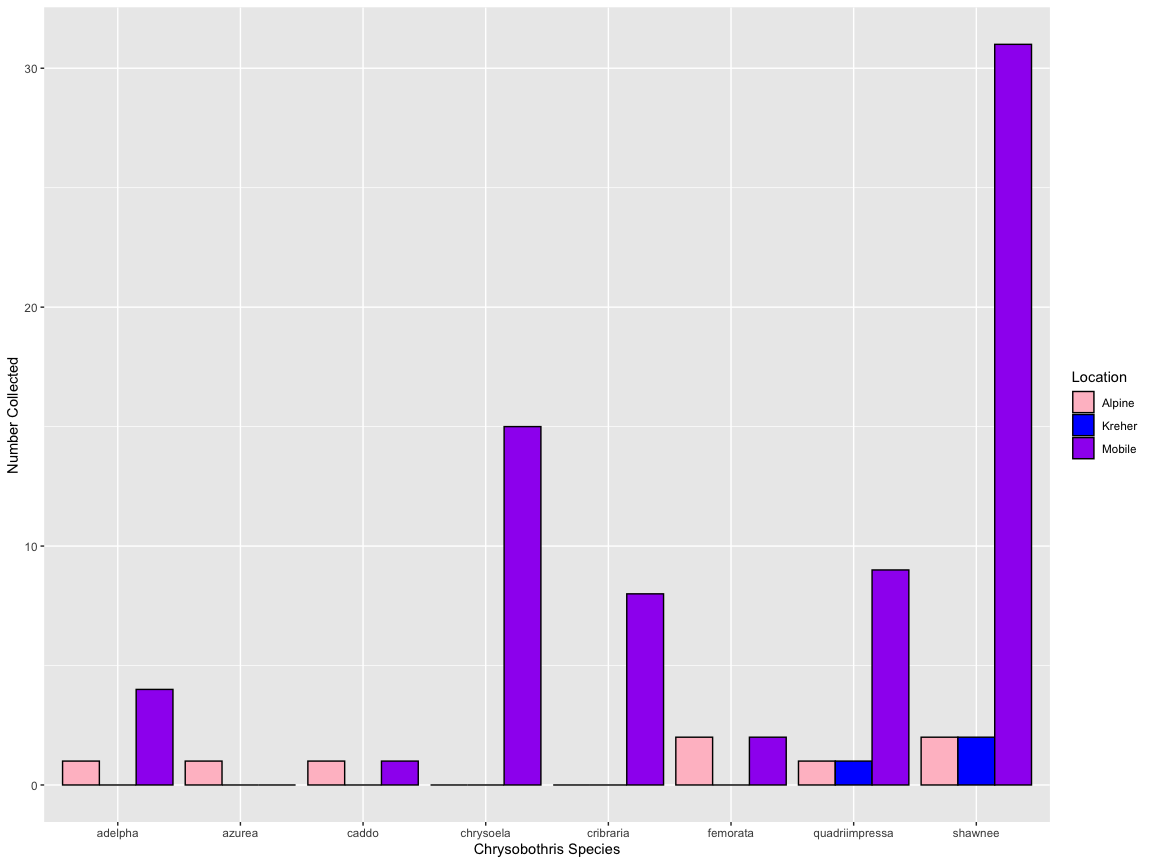 30
20
10
0
Number Collected
adelpha azurea caddo chrysoela cribraria femorata quadriimpressa shawnee
Chrysobothris Species
Location
Alpine
Kreher
Mobile